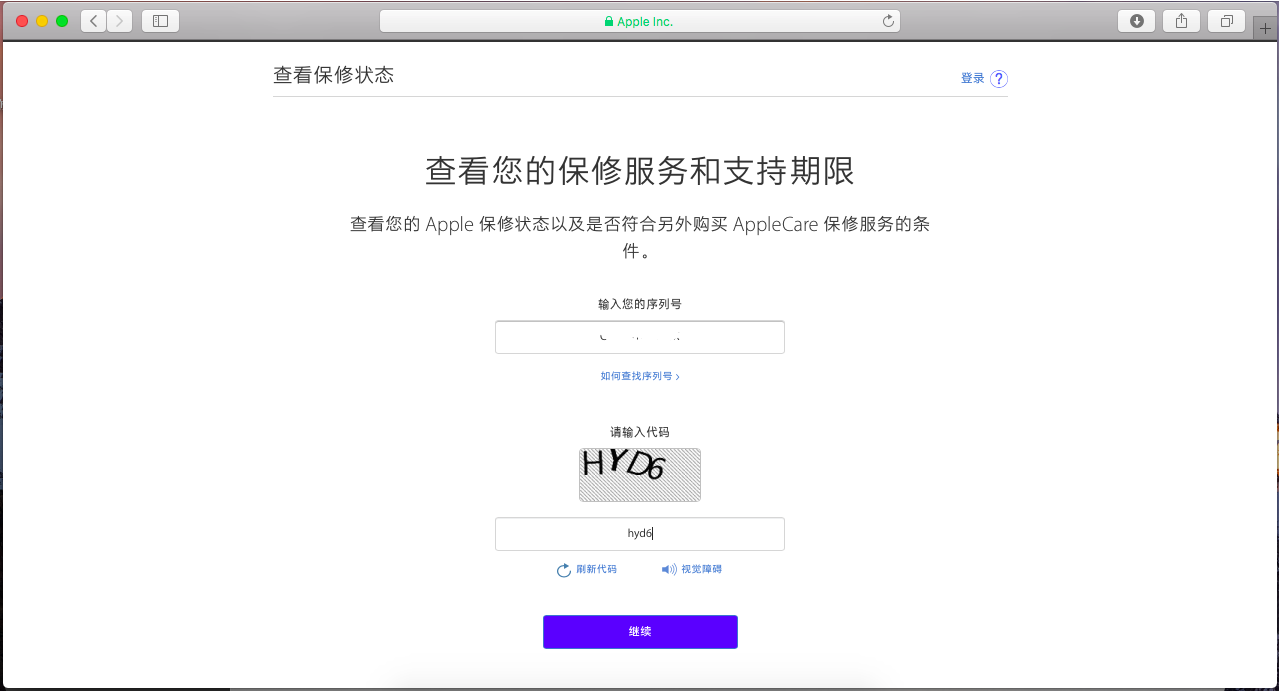 Apple Inc.
查看保修状态
登录 ?
查看您的保修服务和支持期限
查看您的 Apple 保修状态以及是否符合另外购买 AppleCare 保修服务的条
件。
输入您的序列号
如何查找序列号 ›
请输入代码
HYD6
hyd6
刷新代码 视觉障碍
继续